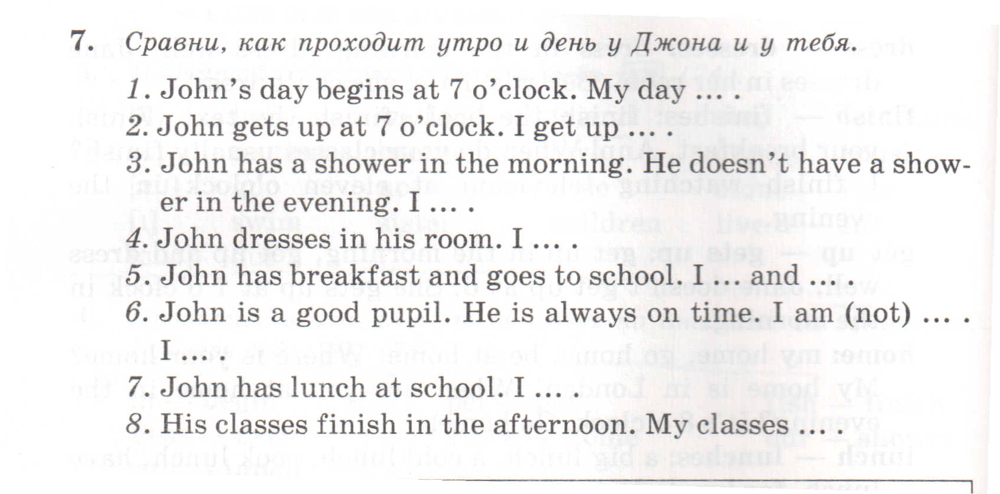 7. Сравни, как проходит утро и день у Джона и у тебя.
1. John’s day begins at 7 o’clock. My day ... .
2. John gets up at 7 o’clock. I get up ... .
3. John has a shower in the morning. He doesn’t have a show-
er in the evening. I ... .
4. John dresses in his room. I ... .
5. John has breakfast and goes to school. I ... and ... .
6. John is a good pupil. He is always on time. I am (not) ... .
I ... .
7. John has lunch at school. I ... .
8. His classes finish in the afternoon. My classes ... .